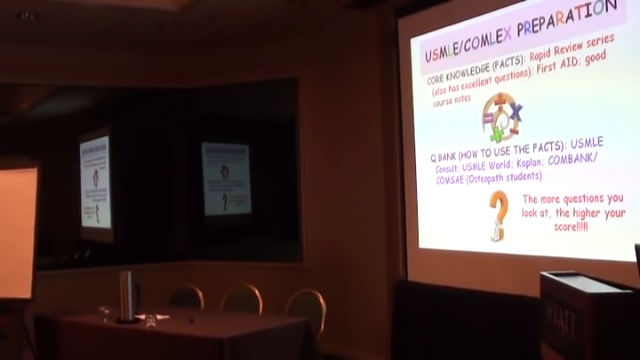 USMLE/COMLEX PREPARATION
CORE KNOWLEDGE (FACTS): Rapid Review series
(also has excellent questions); First AID; good
course notes
Q BANK (HOW TO USE THE FACTS): USMLE
Consult; USMLE World; Kaplan; COMBANK/
COMSAE (Osteopath students)
The more questions you
look at, the higher your
score!!!!!